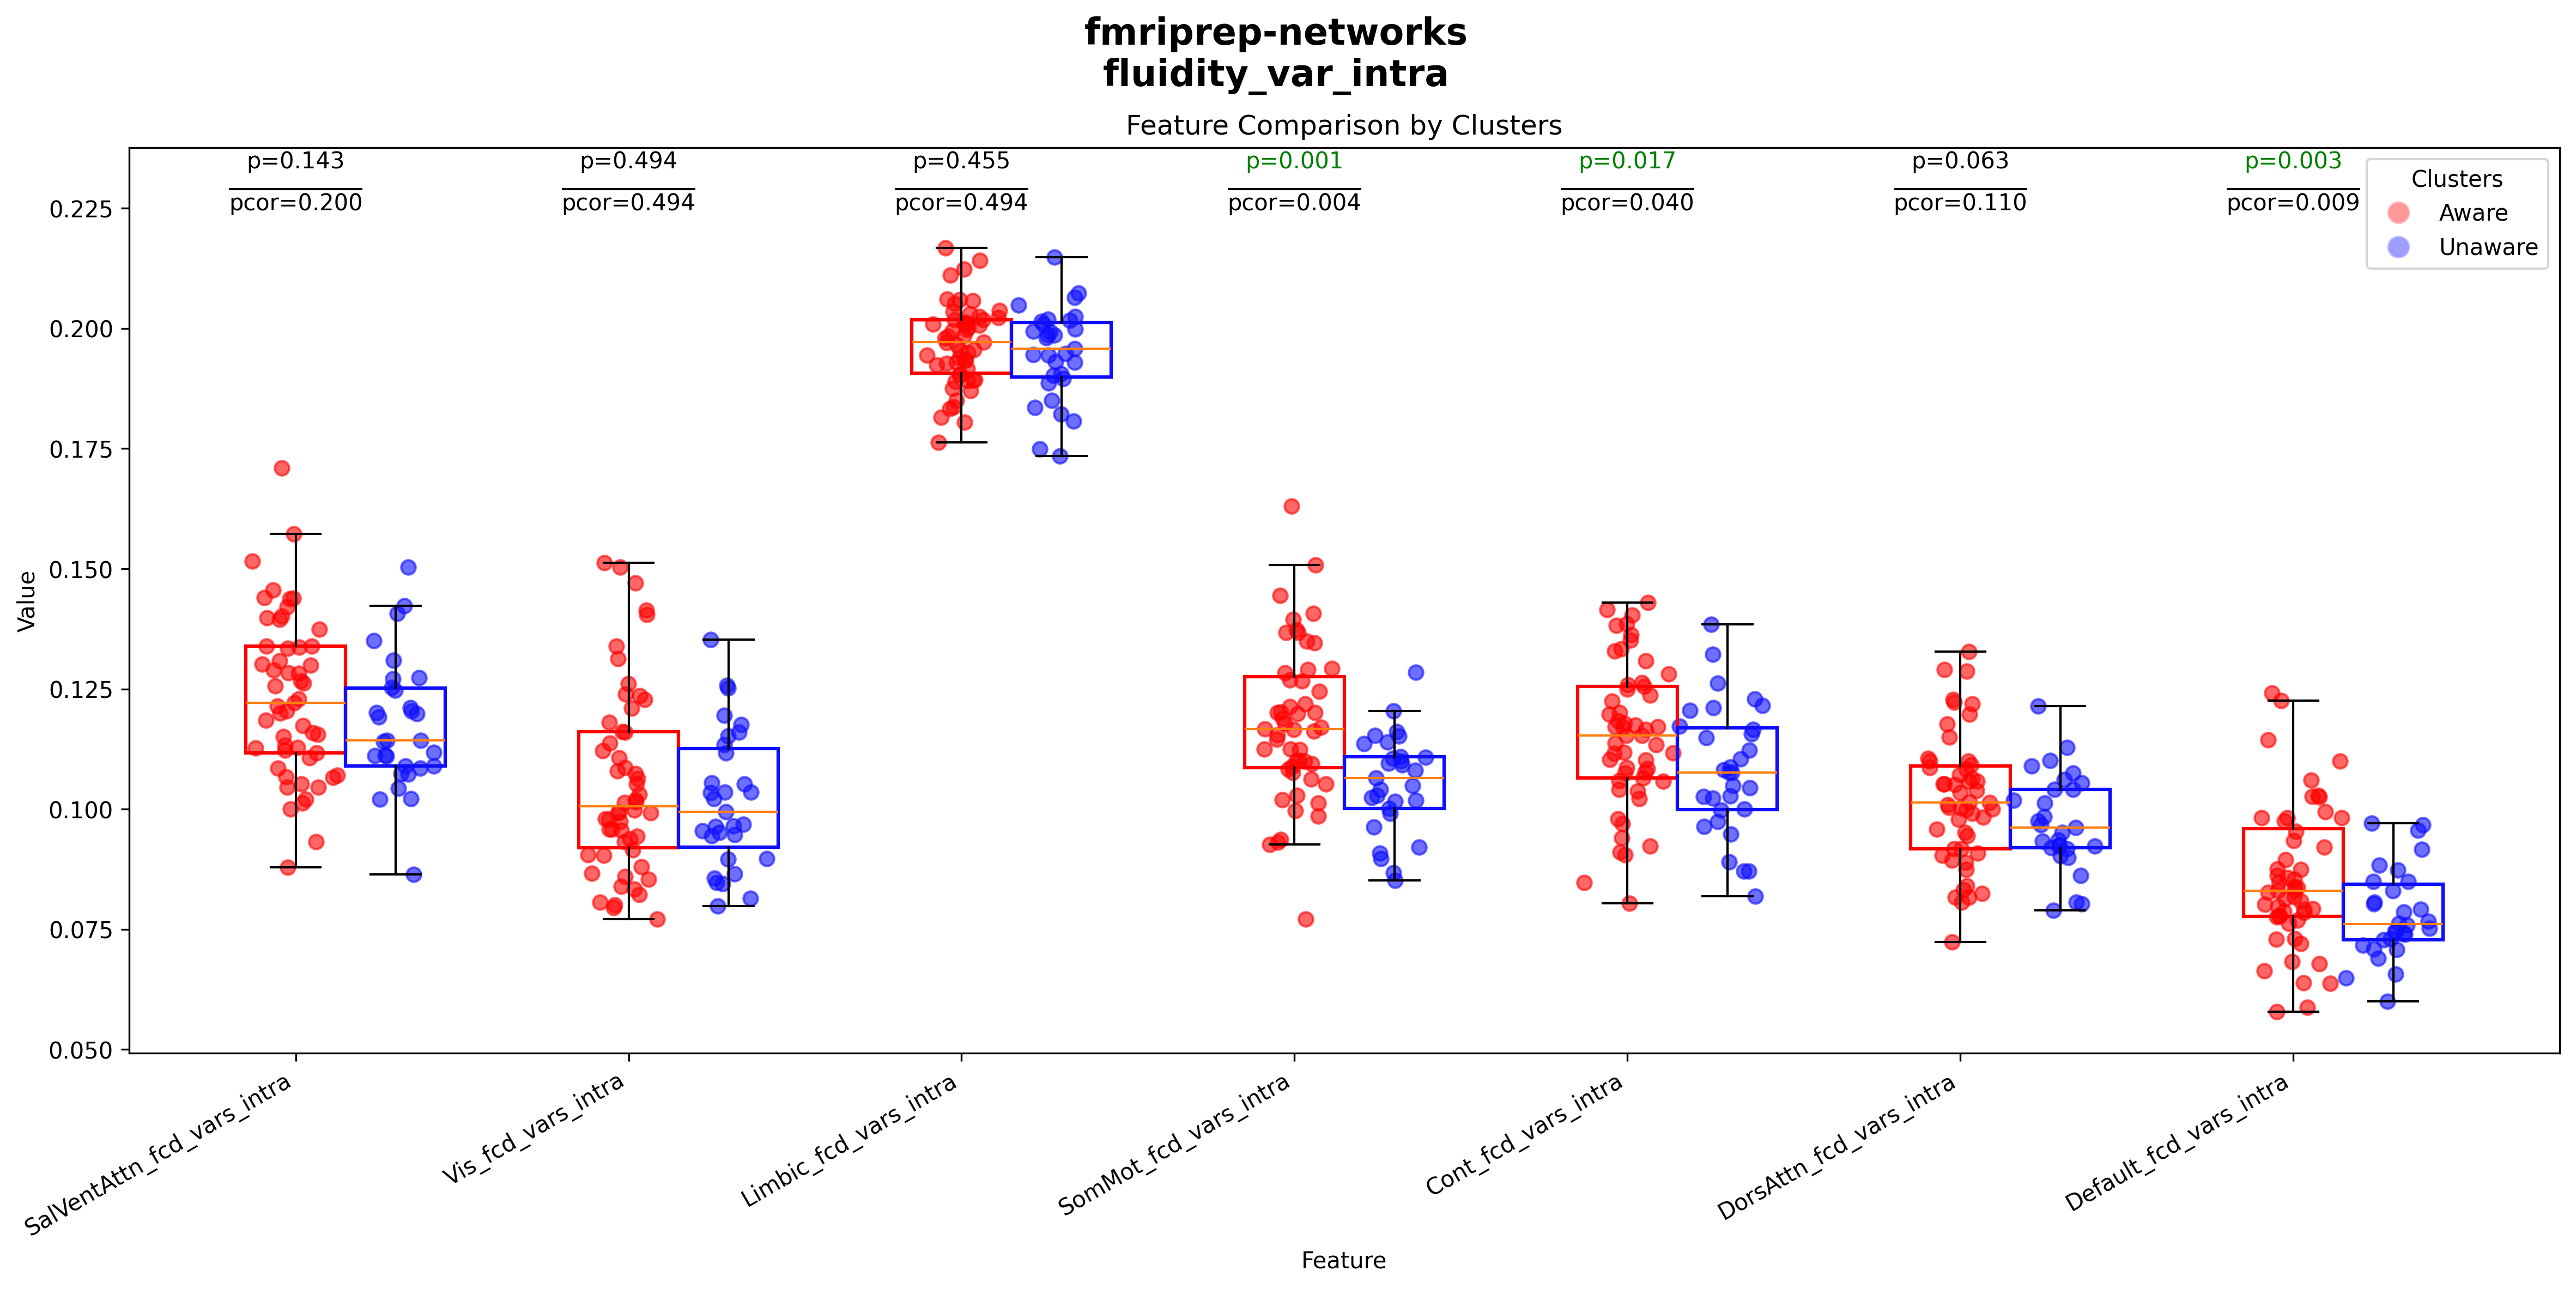 fmriprep-networks
fluidity_var_intra
Feature Comparison by Clusters
p=0.143 p=0.494 p=0.455 p=0.001 p=0.017 p=0.063 p=0.003
pcor=0.200 pcor=0.494 pcor=0.494 pcor=0.004 pcor=0.040 pcor=0.110 pcor=0.009
Clusters
Aware
Unaware
Value
0.225
0.200
0.175
0.150
0.125
0.100
0.075
0.050
SalVentAttn_fcd_vars_intra
Vis_fcd_vars_intra
Limbic_fcd_vars_intra
SomMot_fcd_vars_intra
Cont_fcd_vars_intra
DorsAttn_fcd_vars_intra
Default_fcd_vars_intra
Feature